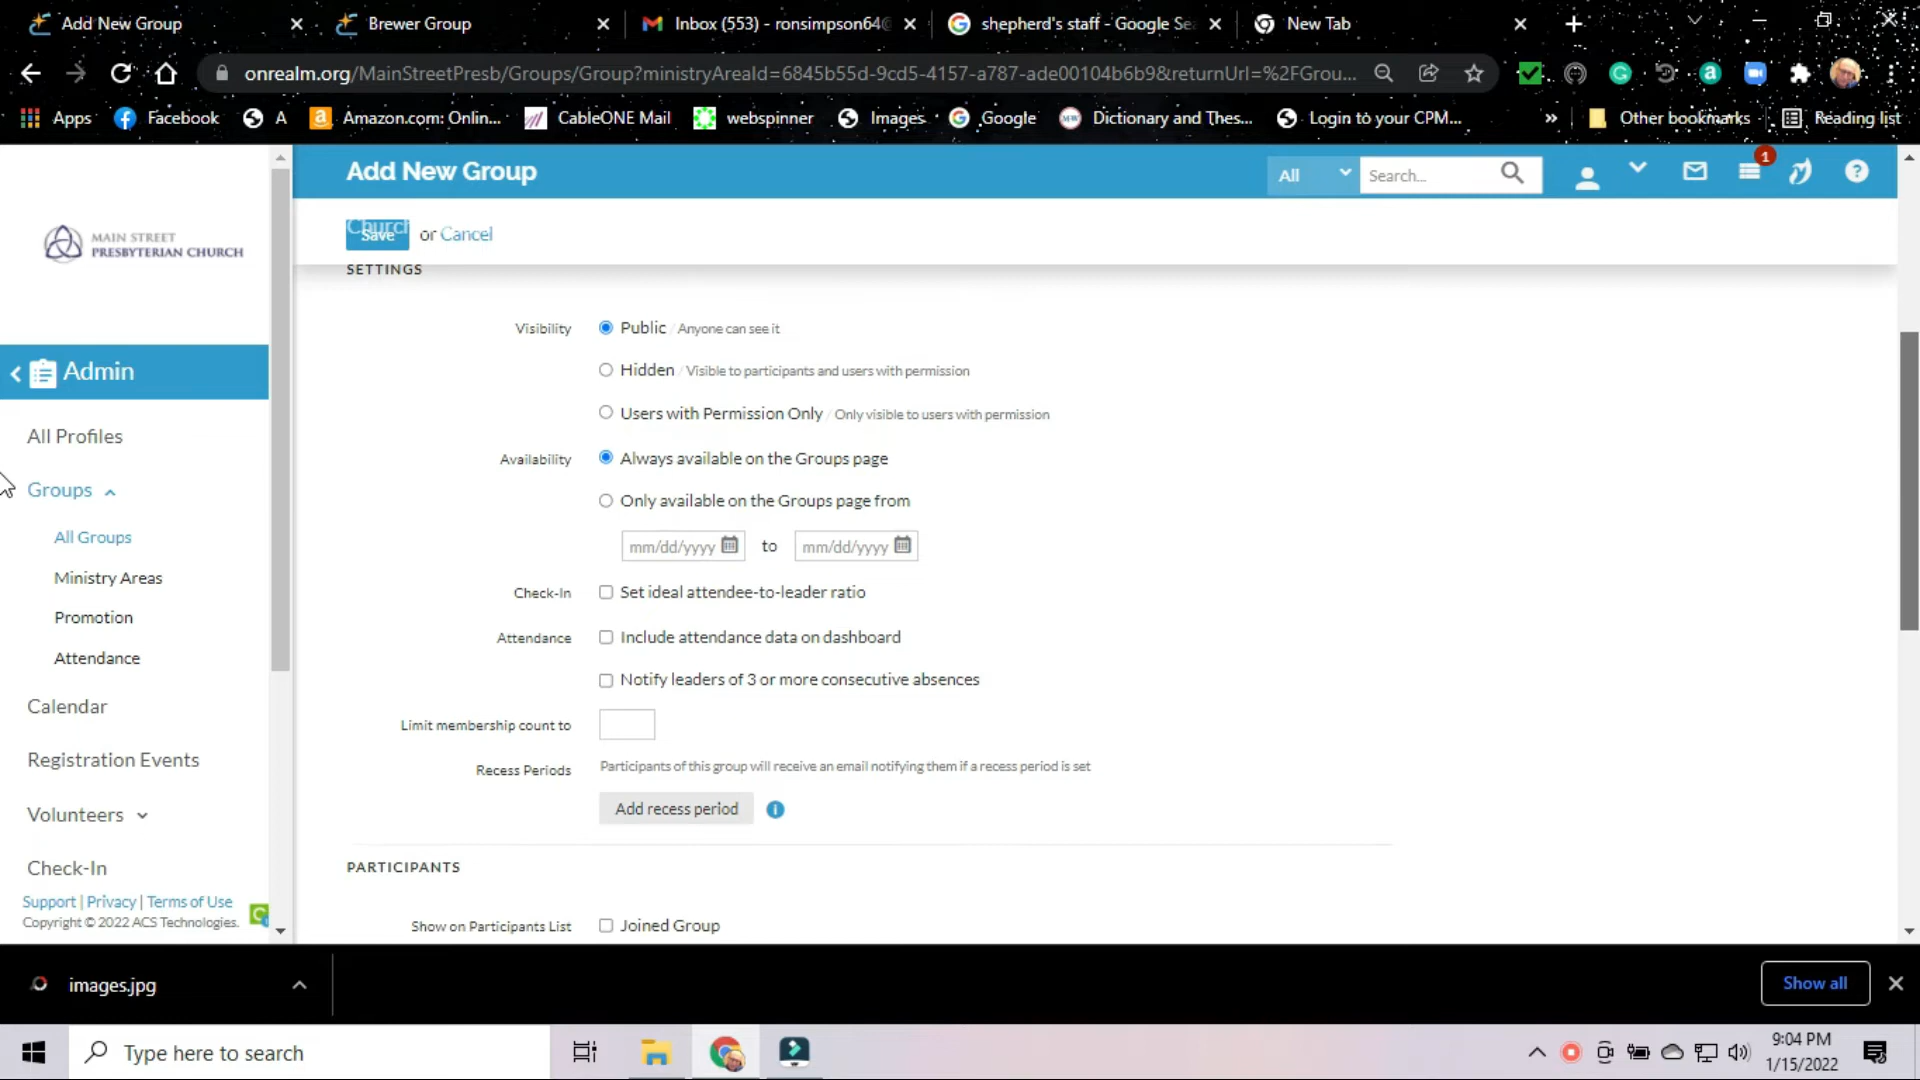 Add New Group
Brewer Group
Inbox (553) - ronsimpson64@
shepherd's staff - Google Se
New Tab
onrealm.org/MainStreetPresb/Groups/Group?ministryAreaId=6845b55d-9cd5-4157-a787-ade00104b6b9&returnUrl=%2FGrou...
Apps
Facebook
A
Amazon.com: Onlin...
CableONE Mail
webspinner
Images
Google
Dictionary and Thes...
Login to your CPM...
»
Other bookmarks
Reading list
MAIN STREET
PRESBYTERIAN CHURCH
Add New Group
All
Search...
1
Church
Save
or Cancel
Admin
All Profiles
Groups
All Groups
Ministry Areas
Promotion
Attendance
Calendar
Registration Events
Volunteers
Check-In
Support | Privacy | Terms of Use
Copyright © 2022 ACS Technologies.
SETTINGS
Visibility
Public / Anyone can see it
Hidden / Visible to participants and users with permission
Users with Permission Only / Only visible to users with permission
Availability
Always available on the Groups page
Only available on the Groups page from
mm/dd/yyyy to mm/dd/yyyy
Check-In
Set ideal attendee-to-leader ratio
Attendance
Include attendance data on dashboard
Notify leaders of 3 or more consecutive absences
Limit membership count to
Recess Periods
Participants of this group will receive an email notifying them if a recess period is set
Add recess period
PARTICIPANTS
Show on Participants List
Joined Group
images.jpg
Show all
Type here to search
9:04 PM
1/15/2022